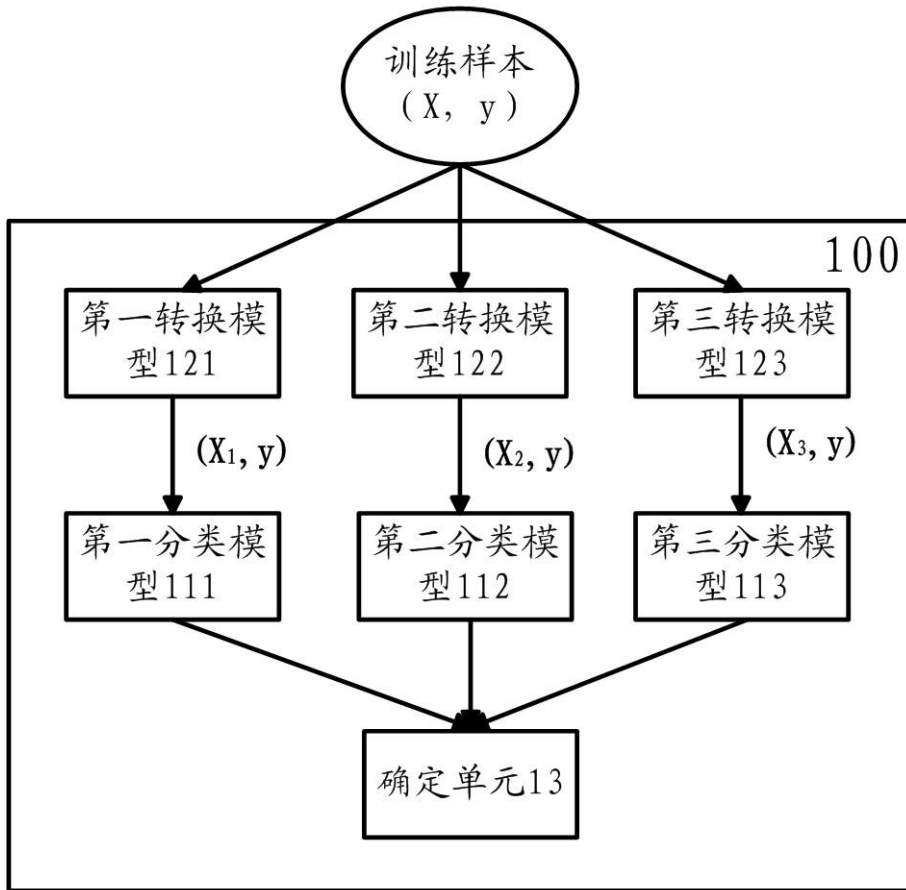 训练样本
(X, y)
100
第一转换模
型121
第二转换模
型122
第三转换模
型123
(X₁, y)
(X₂, y)
(X₃, y)
第一分类模
型111
第二分类模
型112
第三分类模
型113
确定单元13